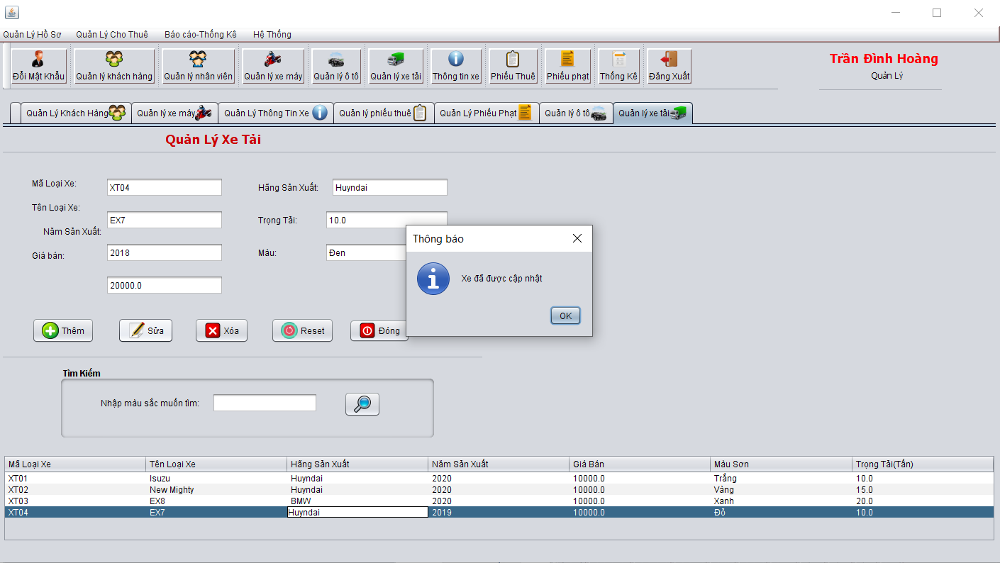 Quản Lý Hồ Sơ Quản Lý Cho Thuê Báo cáo-Thống Kê Hệ Thống
Đổi Mật Khẩu Quản lý khách hàng Quản lý nhân viên Quản lý xe máy Quản lý ô tô Quản lý xe tải Thông tin xe Phiếu Thuê Phiếu phạt Thống Kê Đăng Xuất
Trần Đình Hoàng
Quản Lý
Quản Lý Khách Hàng Quản lý xe máy Quản Lý Thông Tin Xe Quản lý phiếu thuê Quản Lý Phiếu Phạt Quản lý ô tô Quản lý xe tải
Quản Lý Xe Tải
Mã Loại Xe: XT04 Hãng Sản Xuất: Huyndai
Tên Loại Xe: EX7 Trọng Tải: 10.0
Năm Sản Xuất: 2018 Màu: Đen
Giá bán: 20000.0
Thông báo
Xe đã được cập nhật
OK
Thêm Sửa Xóa Reset Đóng
Tìm Kiếm
Nhập màu sắc muốn tìm:
Mã Loại Xe Tên Loại Xe Hãng Sản Xuất Năm Sản Xuất Giá Bán Màu Sơn Trọng Tải(Tấn)
XT01 Isuzu Huyndai 2020 10000.0 Trắng 10.0
XT02 New Mighty Huyndai 2020 10000.0 Vàng 15.0
XT03 EX8 BMW 2020 10000.0 Xanh 20.0
XT04 EX7 Huyndai 2019 10000.0 Đỏ 10.0